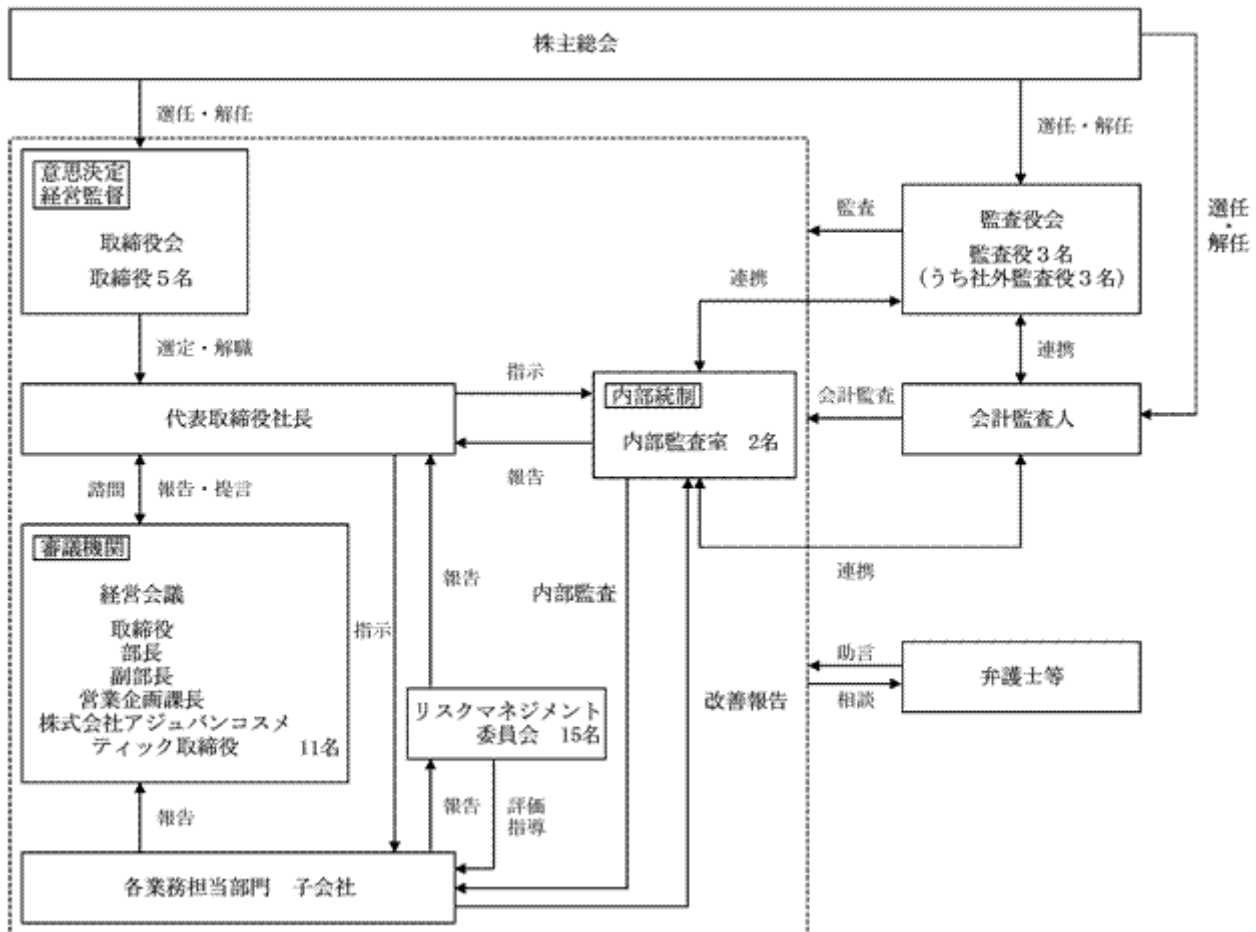 株主総会
選任・解任
選任・解任
選任・解任
意思決定
経営監督
取締役会
取締役5名
監査
監査役会
監査役3名
(うち社外監査役3名)
連携
選定・解職
連携
指示
代表取締役社長
内部統制
内部監査室 2名
会計監査
会計監査人
報告
諮問
報告・提言
審議機関
経営会議
取締役
部長
副部長
営業企画課長
株式会社アジュバンコスメ
ティック取締役 11名
指示
報告
内部監査
連携
リスクマネジメント
委員会 15名
改善報告
助言
弁護士等
相談
報告
報告
評価
指導
各業務担当部門 子会社